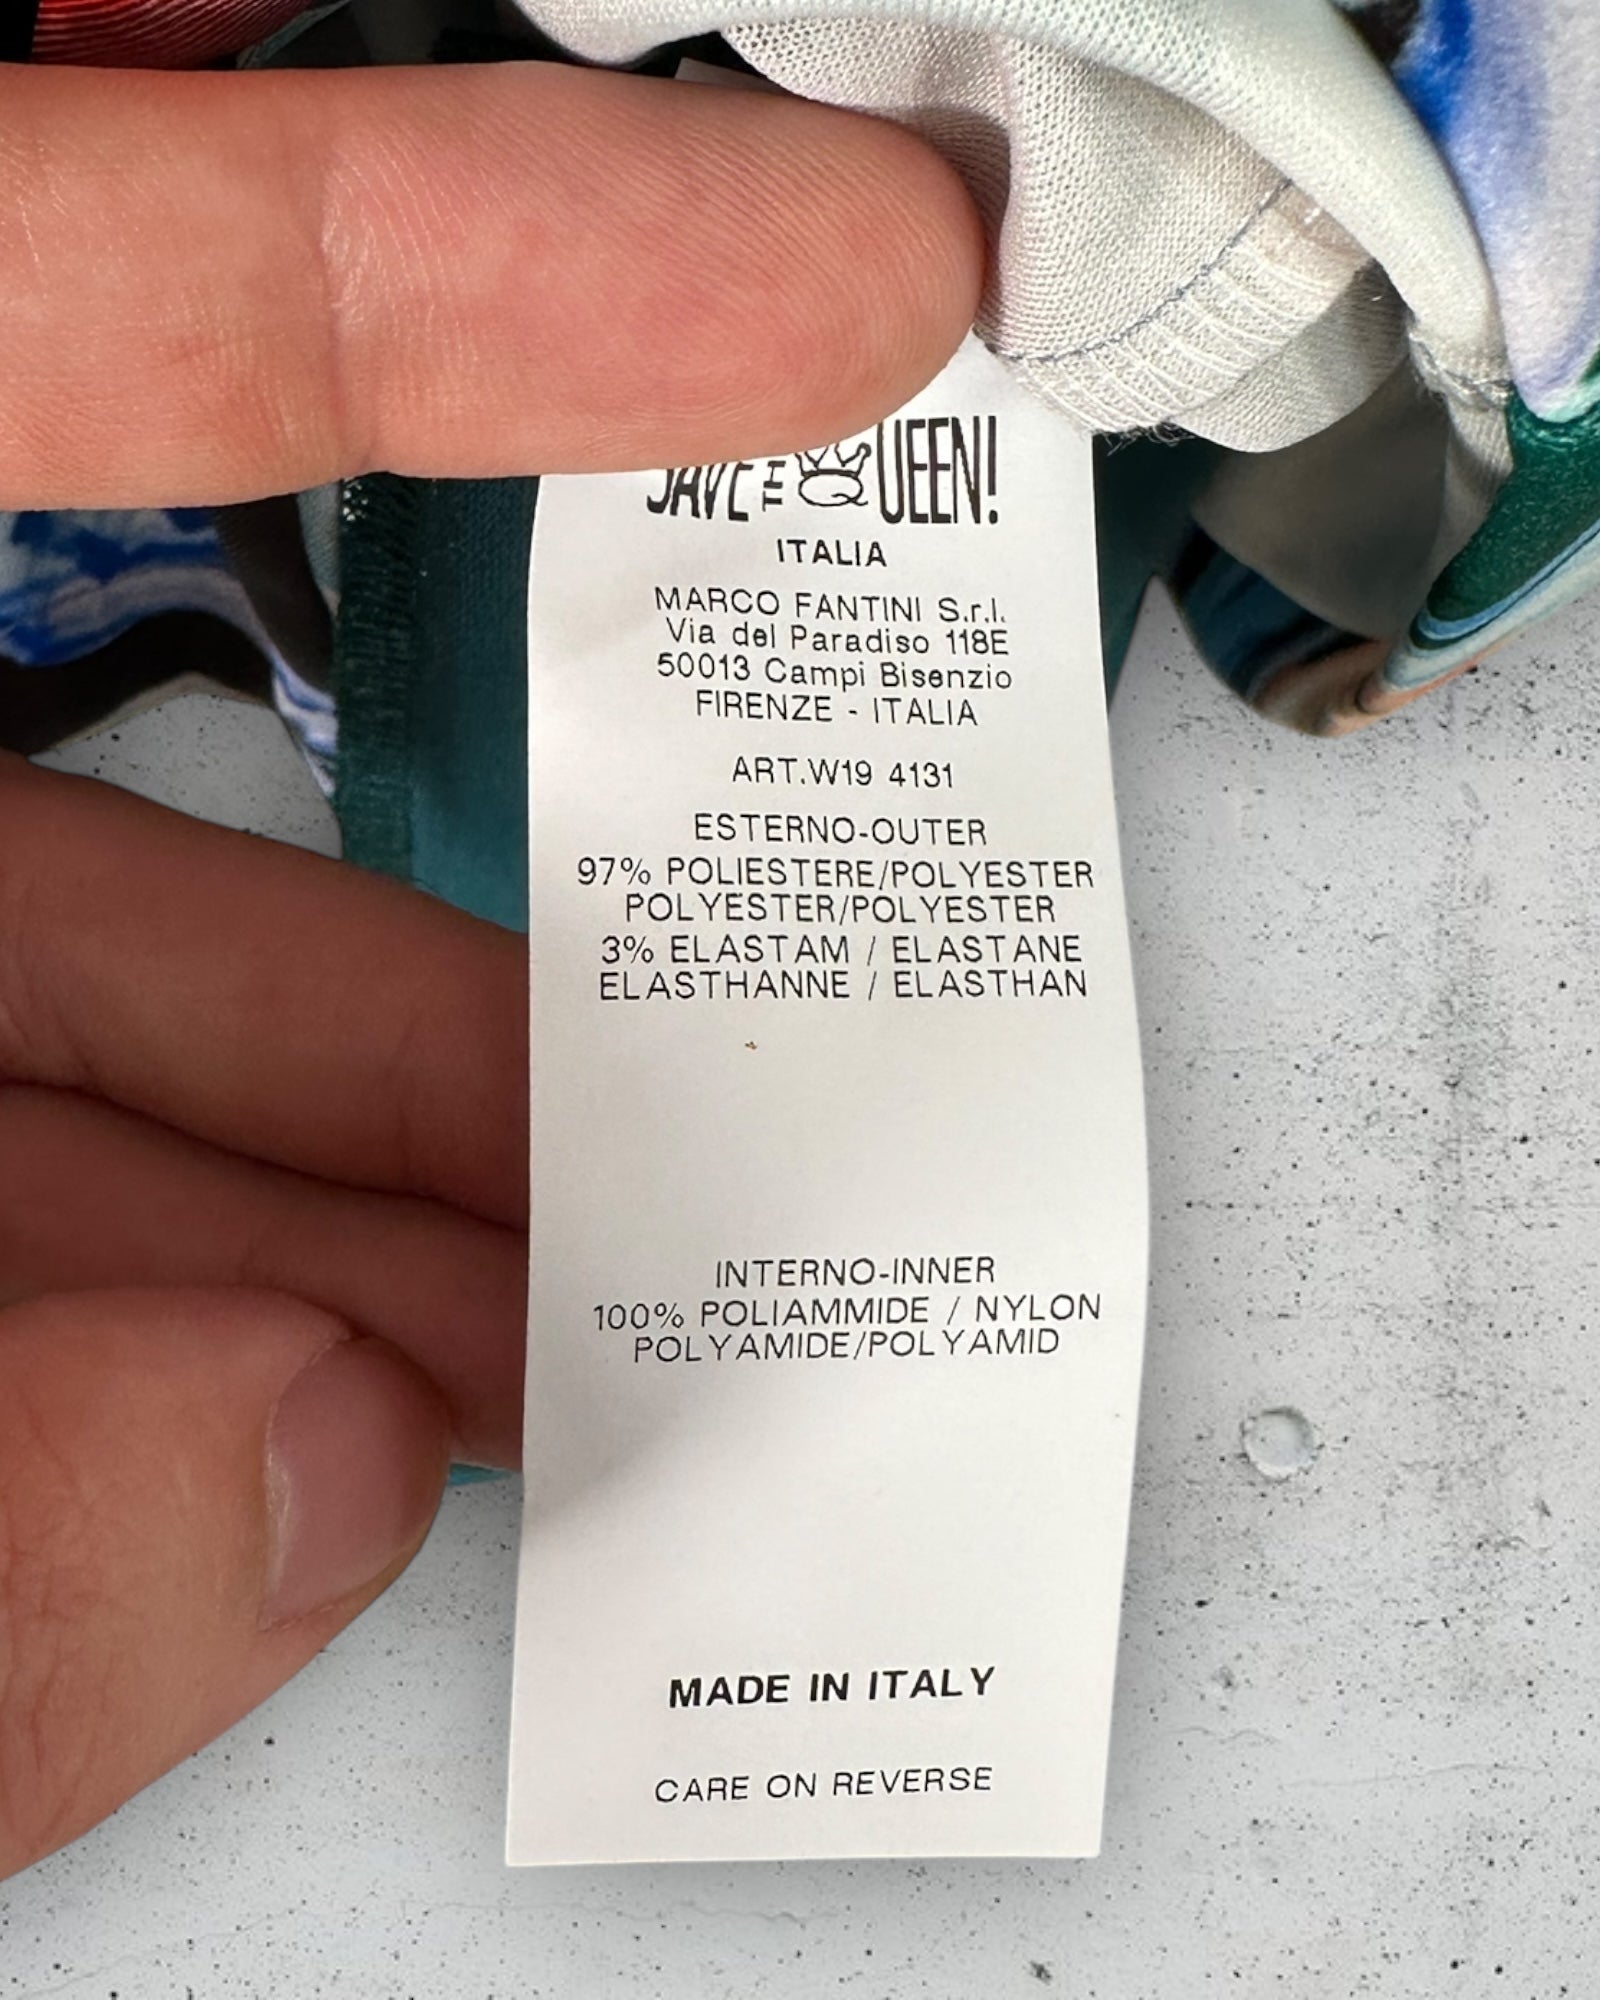 SAVE THE QUEEN!
ITALIA
MARCO FANTINI S.r.l.
Via del Paradiso 118E
50013 Campi Bisenzio
FIRENZE - ITALIA
ART.W19 4131
ESTERNO-OUTER
97% POLIESTERE/POLYESTER
POLYESTER/POLYESTER
3% ELASTAM / ELASTANE
ELASTHANNE / ELASTHAN
INTERNO-INNER
100% POLIAMMIDE / NYLON
POLYAMIDE/POLYAMID
MADE IN ITALY
CARE ON REVERSE